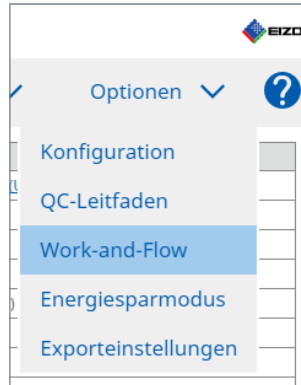 EIZO
Optionen
?
Konfiguration
QC-Leitfaden
Work-and-Flow
Energiesparmodus
)
Exporteinstellungen